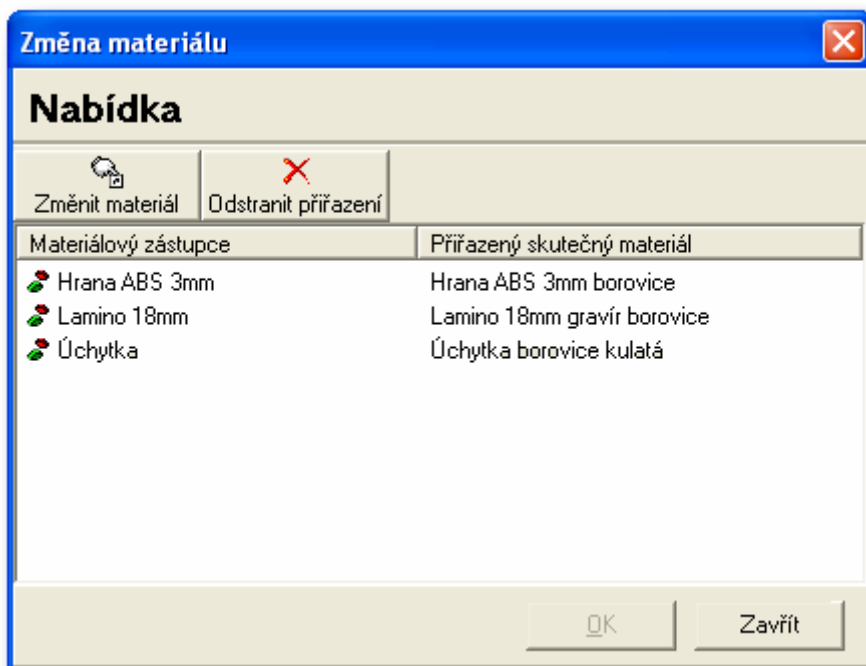 Změna materiálu
Nabídka
Změnit materiál Odstranit přiřazení
Materiálový zástupce Přiřazený skutečný materiál
Hrana ABS 3mm Hrana ABS 3mm borovice
Lamino 18mm Lamino 18mm gravír borovice
Úchytka Úchytka borovice kulatá
OK Zavřít